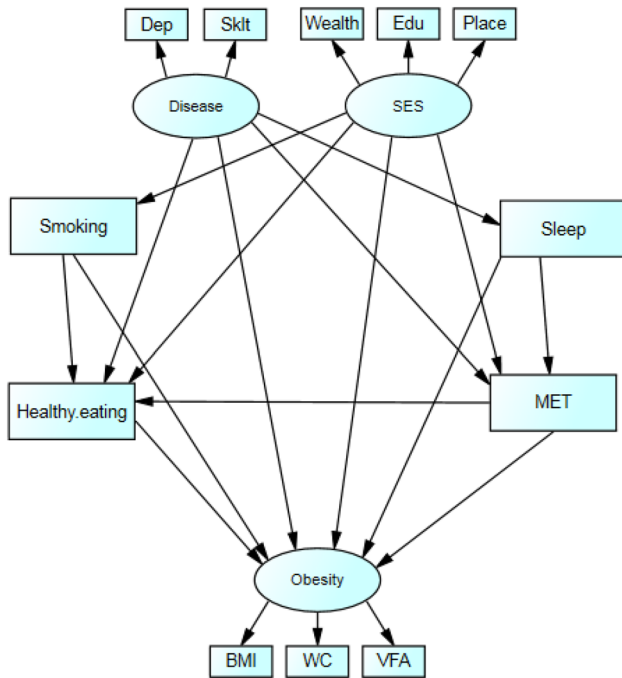 Dep
Sklt
Wealth
Edu
Place
Disease
SES
Smoking
Sleep
Healthy.eating
MET
Obesity
BMI
WC
VFA